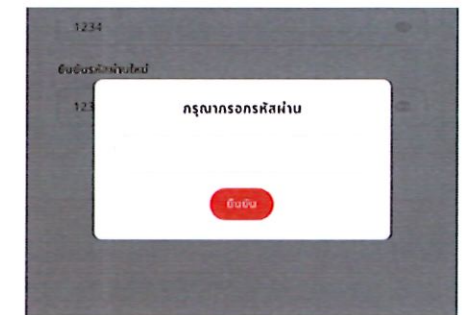 1234
ยืนยันรหัสผ่านใหม่
123
กรุณากรอกรหัสผ่าน
ยืนยัน